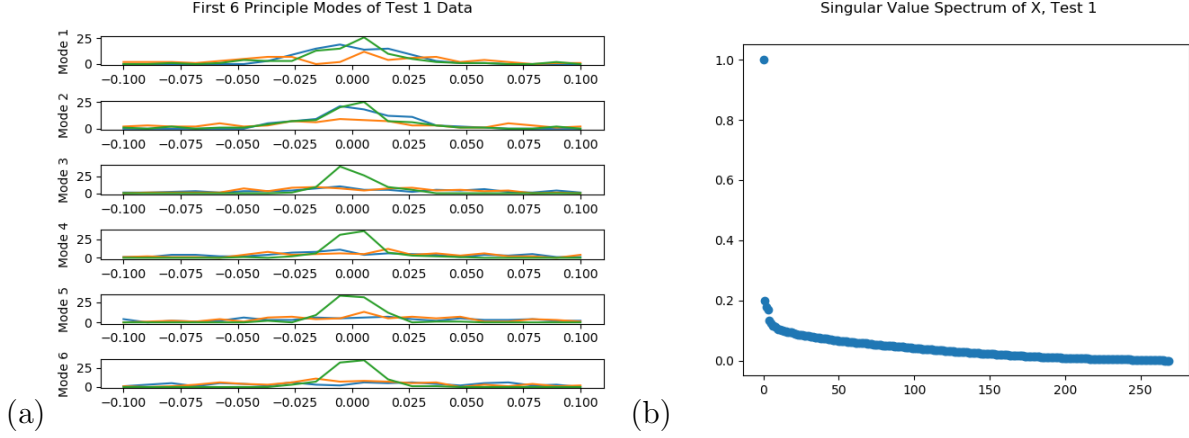 First 6 Principle Modes of Test 1 Data
Mode 1
25
0
−0.100 −0.075 −0.050 −0.025 0.000 0.025 0.050 0.075 0.100
Mode 2
25
0
−0.100 −0.075 −0.050 −0.025 0.000 0.025 0.050 0.075 0.100
Mode 3
25
0
−0.100 −0.075 −0.050 −0.025 0.000 0.025 0.050 0.075 0.100
Mode 4
25
0
−0.100 −0.075 −0.050 −0.025 0.000 0.025 0.050 0.075 0.100
Mode 5
25
0
−0.100 −0.075 −0.050 −0.025 0.000 0.025 0.050 0.075 0.100
Mode 6
25
0
−0.100 −0.075 −0.050 −0.025 0.000 0.025 0.050 0.075 0.100
(a)
Singular Value Spectrum of X, Test 1
1.0
0.8
0.6
0.4
0.2
0.0
0 50 100 150 200 250
(b)